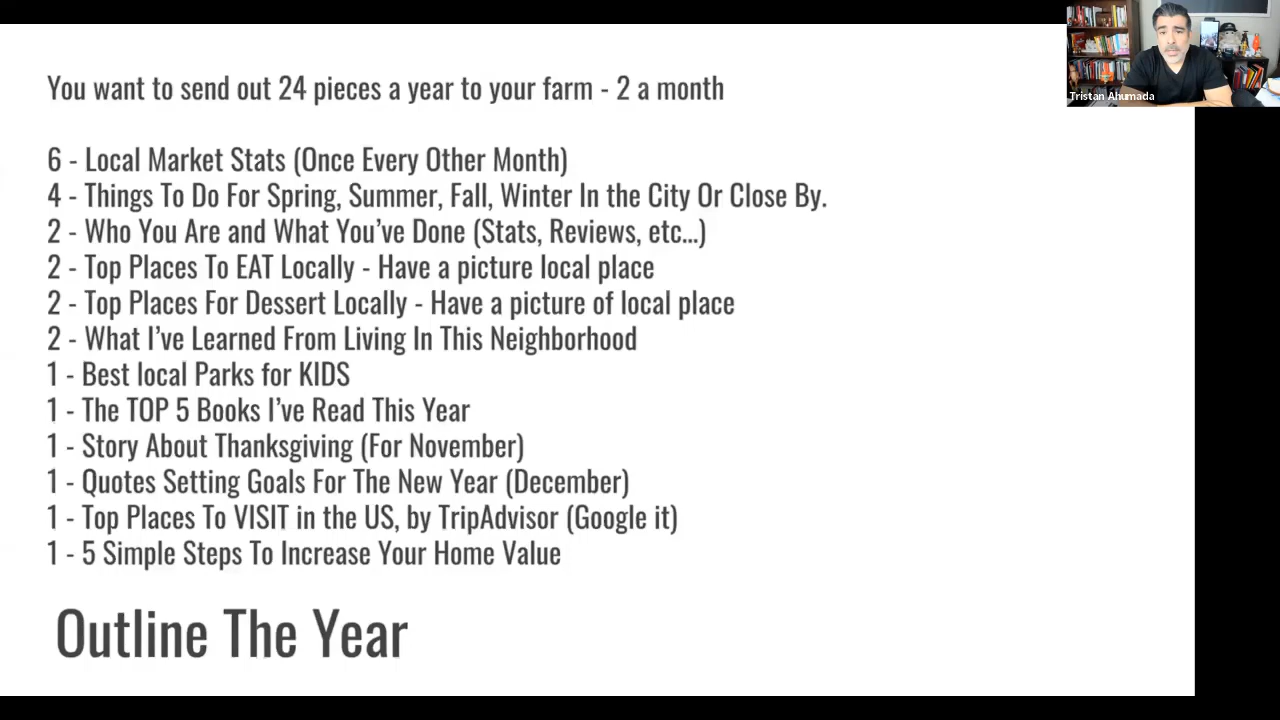 You want to send out 24 pieces a year to your farm - 2 a month
6 - Local Market Stats (Once Every Other Month)
4 - Things To Do For Spring, Summer, Fall, Winter In the City Or Close By.
2 - Who You Are and What You’ve Done (Stats, Reviews, etc...)
2 - Top Places To EAT Locally - Have a picture local place
2 - Top Places For Dessert Locally - Have a picture of local place
2 - What I’ve Learned From Living In This Neighborhood
1 - Best local Parks for KIDS
1 - The TOP 5 Books I’ve Read This Year
1 - Story About Thanksgiving (For November)
1 - Quotes Setting Goals For The New Year (December)
1 - Top Places To VISIT in the US, by TripAdvisor (Google it)
1 - 5 Simple Steps To Increase Your Home Value
Outline The Year
Tristan Ahumada